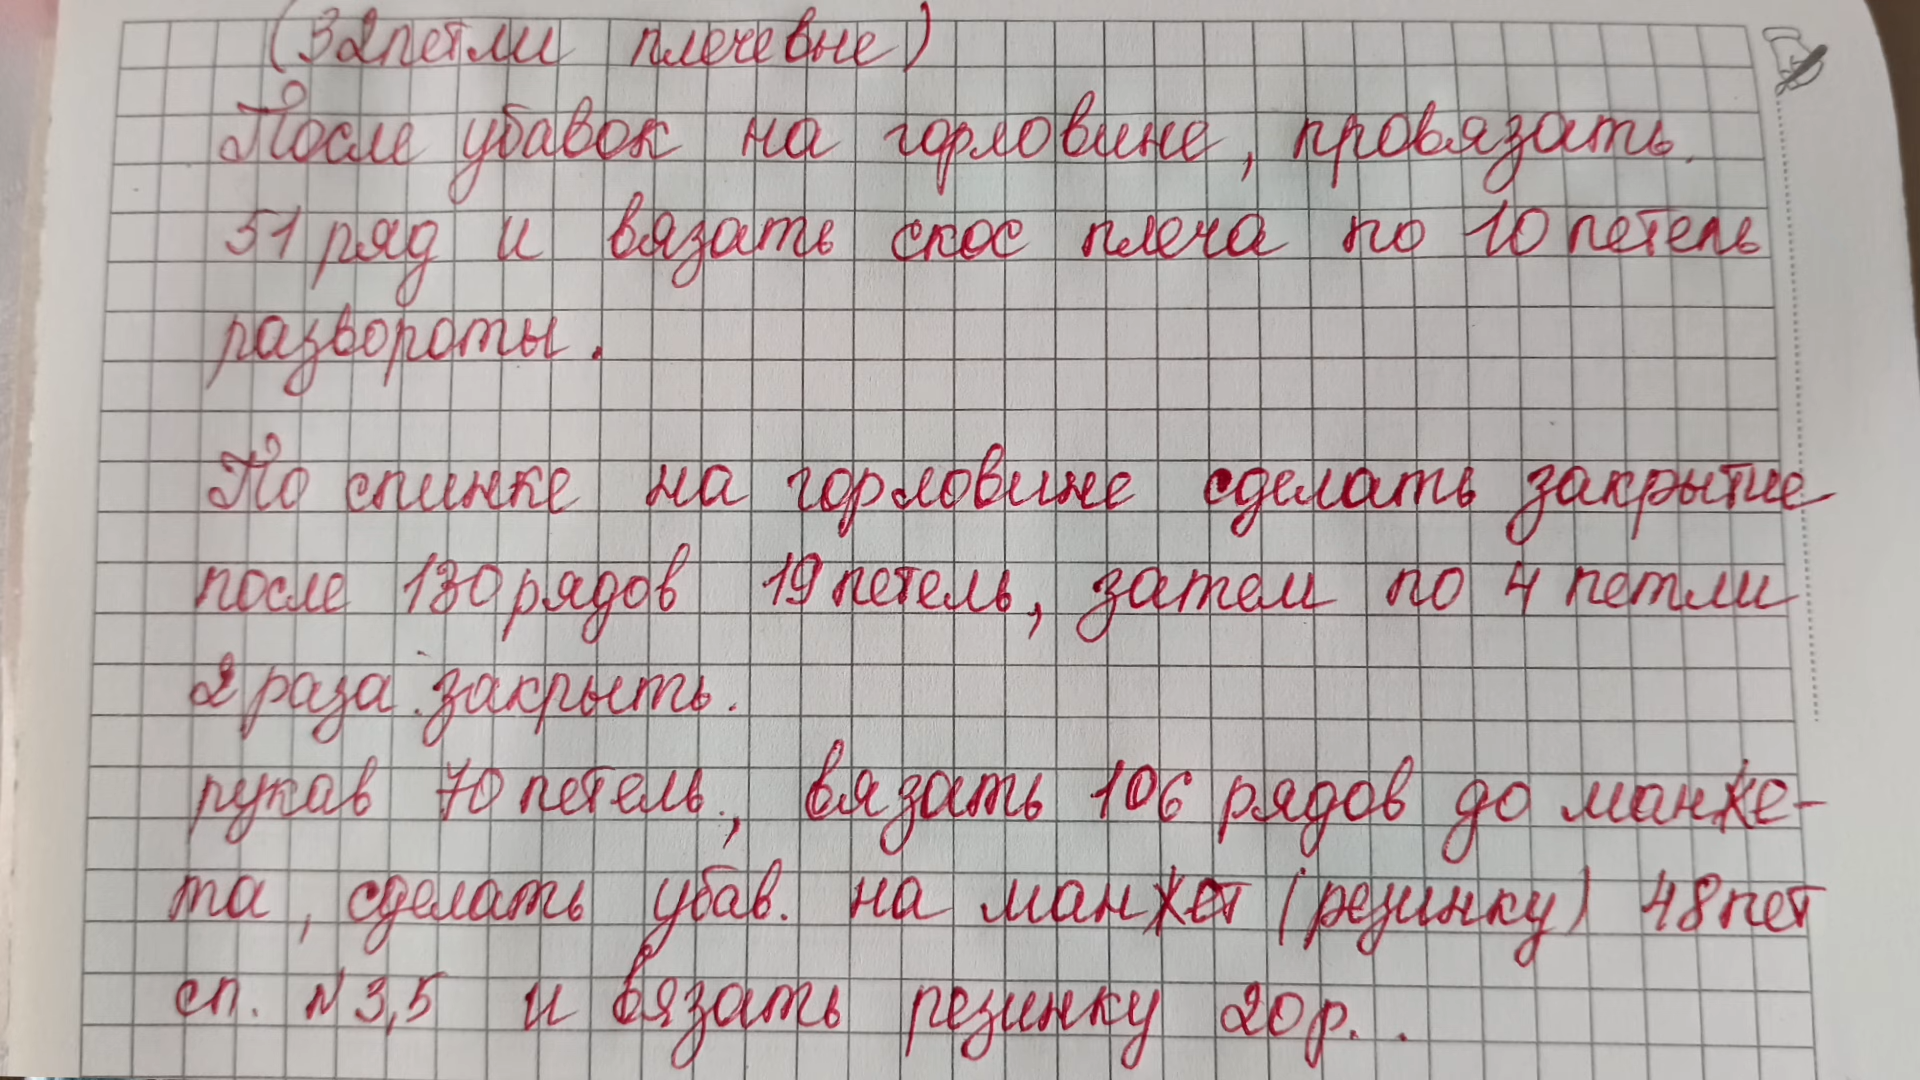 (32петли плечевые)
После убавок на горловине, провязать
51 ряд и вязать скос плеча по 10 петель
развороты.
По спинке на горловине сделать закрытие
после 130 рядов 19 петель, затем по 4 петли
2 раза закрыть.
рукав 70 петель, вязать 106 рядов до манже-
та, сделать убав. на манжет (резинку) 48 пет
сп. №3,5 и вязать резинку 20р..